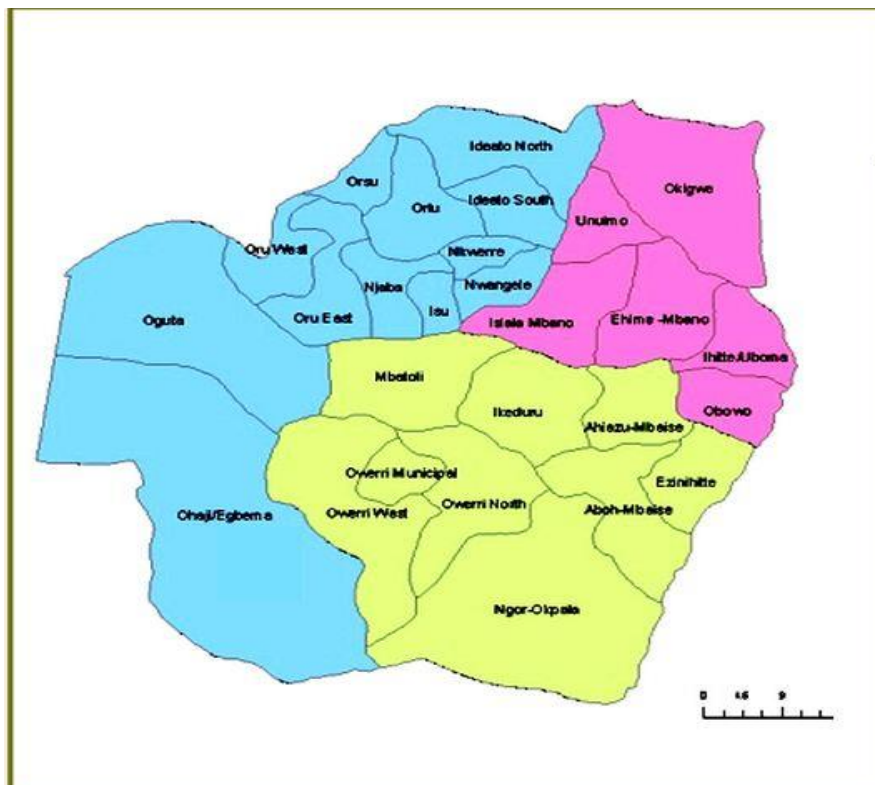 Ideato North
Okigwe
Orsu
Ideato South
Orlu
Unuimo
Oru West
Nkwerre
Njaba
Nwangele
Isu
Oru East
Isiala Mbano
Ehime -Mbano
Oguta
Ihitte/Uboma
Mbatoli
Obowo
Ikeduru
Ahiazu-Mbaise
Owerri Municipal
Ezinihitte
Owerri North
Aboh-Mbaise
Owerri West
Ohaji/Egbema
Ngor-Okpala
0 4.5 9